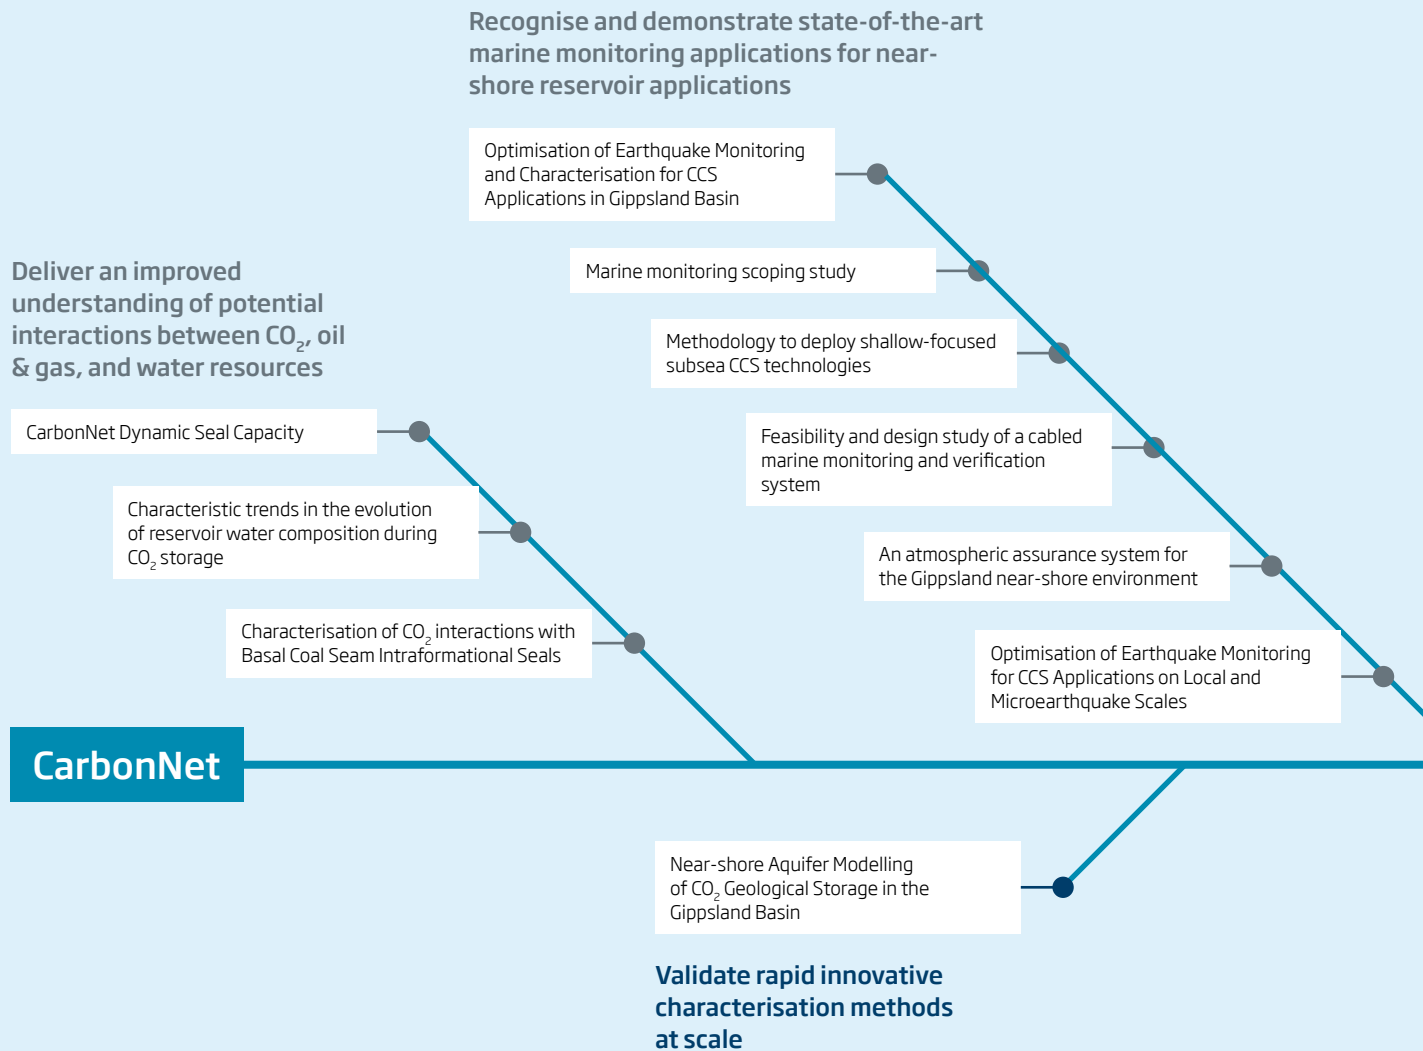 Recognise and demonstrate state-of-the-art
marine monitoring applications for near-
shore reservoir applications
Optimisation of Earthquake Monitoring
and Characterisation for CCS
Applications in Gippsland Basin
Marine monitoring scoping study
Methodology to deploy shallow-focused
subsea CCS technologies
Feasibility and design study of a cabled
marine monitoring and verification
system
An atmospheric assurance system for
the Gippsland near-shore environment
Optimisation of Earthquake Monitoring
for CCS Applications on Local and
Microearthquake Scales
Deliver an improved
understanding of potential
interactions between CO₂, oil
& gas, and water resources
CarbonNet Dynamic Seal Capacity
Characteristic trends in the evolution
of reservoir water composition during
CO₂ storage
Characterisation of CO₂ interactions with
Basal Coal Seam Intraformational Seals
CarbonNet
Near-shore Aquifer Modelling
of CO₂ Geological Storage in the
Gippsland Basin
Validate rapid innovative
characterisation methods
at scale